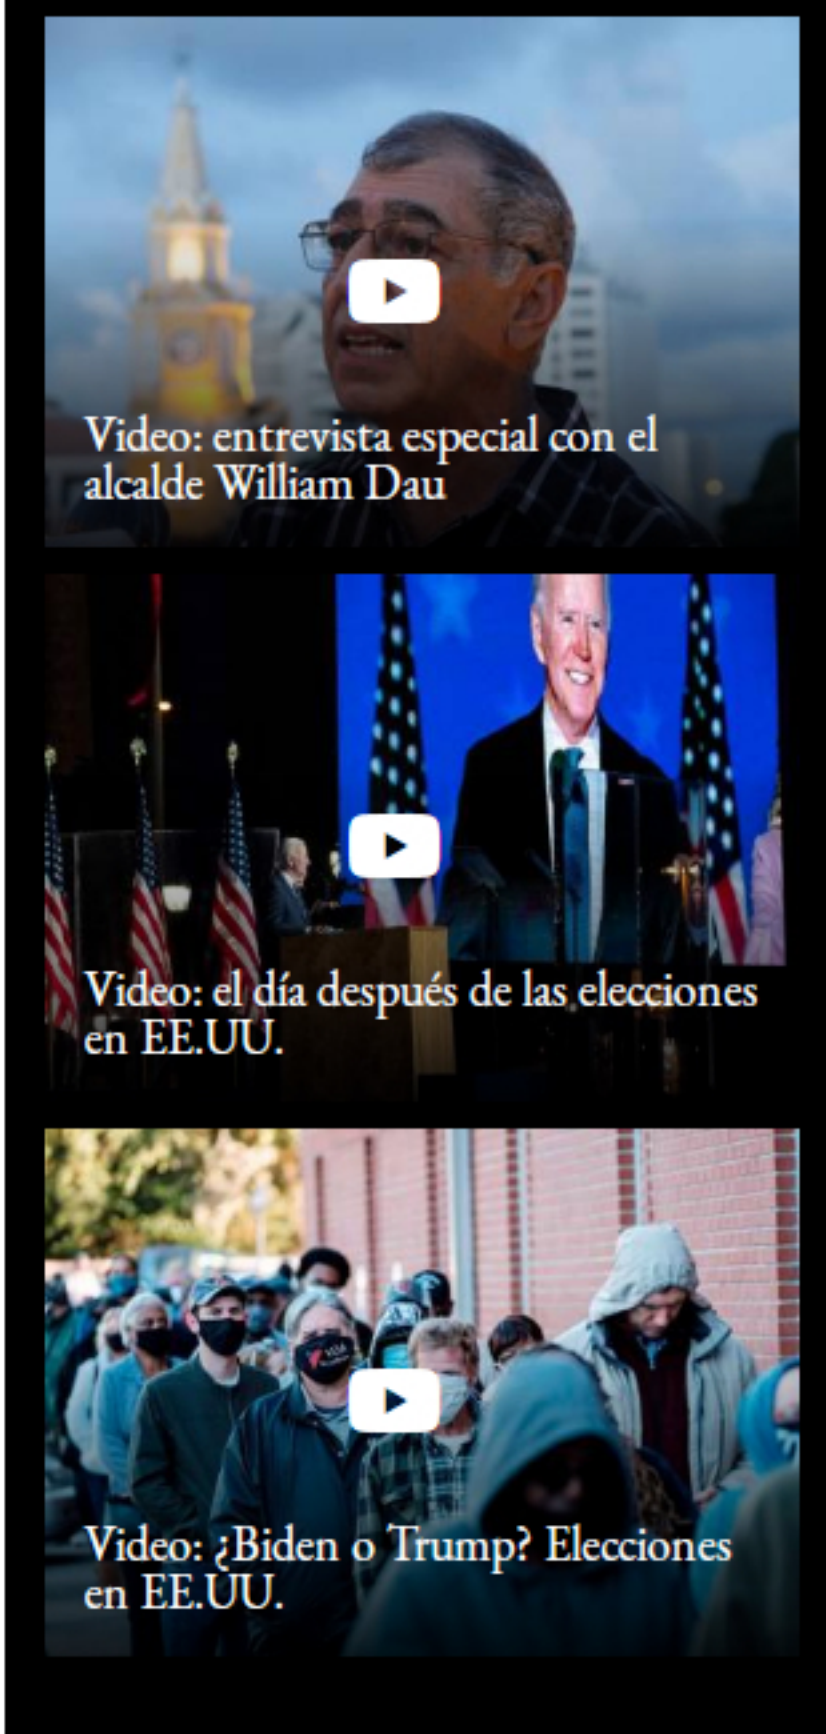 Video: entrevista especial con el
alcalde William Dau
Video: el día después de las elecciones
en EE.UU.
Video: ¿Biden o Trump? Elecciones
en EE.UU.